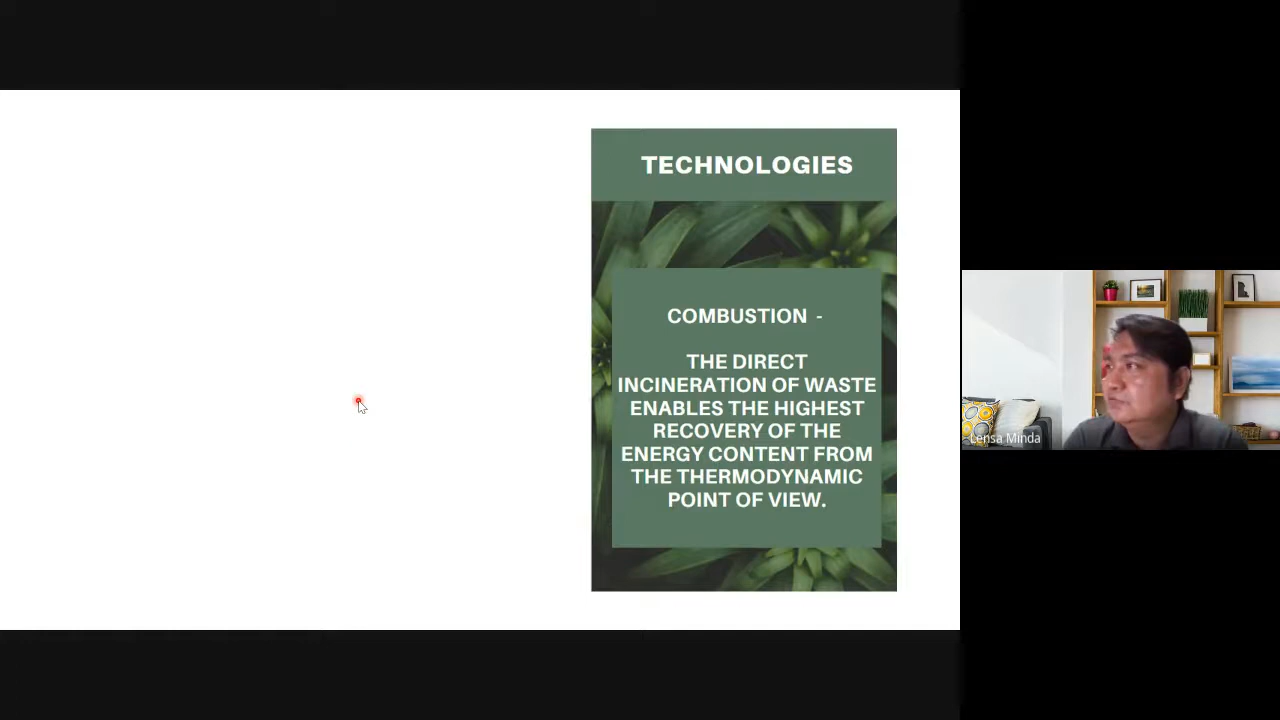 TECHNOLOGIES
COMBUSTION -
THE DIRECT
INCINERATION OF WASTE
ENABLES THE HIGHEST
RECOVERY OF THE
ENERGY CONTENT FROM
THE THERMODYNAMIC
POINT OF VIEW.
Lensa Minda